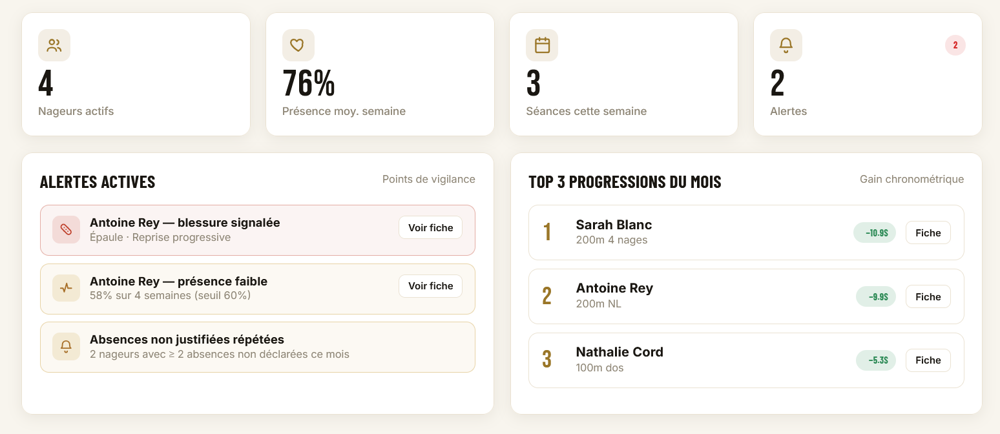 2
4
76%
3
2
Nageurs actifs
Présence moy. semaine
Séances cette semaine
Alertes
ALERTES ACTIVES
Points de vigilance
Antoine Rey — blessure signalée
Épaule · Reprise progressive
Voir fiche
Antoine Rey — présence faible
58% sur 4 semaines (seuil 60%)
Voir fiche
Absences non justifiées répétées
2 nageurs avec ≥ 2 absences non déclarées ce mois
TOP 3 PROGRESSIONS DU MOIS
Gain chronométrique
1
Sarah Blanc
200m 4 nages
−10.9S
Fiche
2
Antoine Rey
200m NL
−9.9S
Fiche
3
Nathalie Cord
100m dos
−5.3S
Fiche